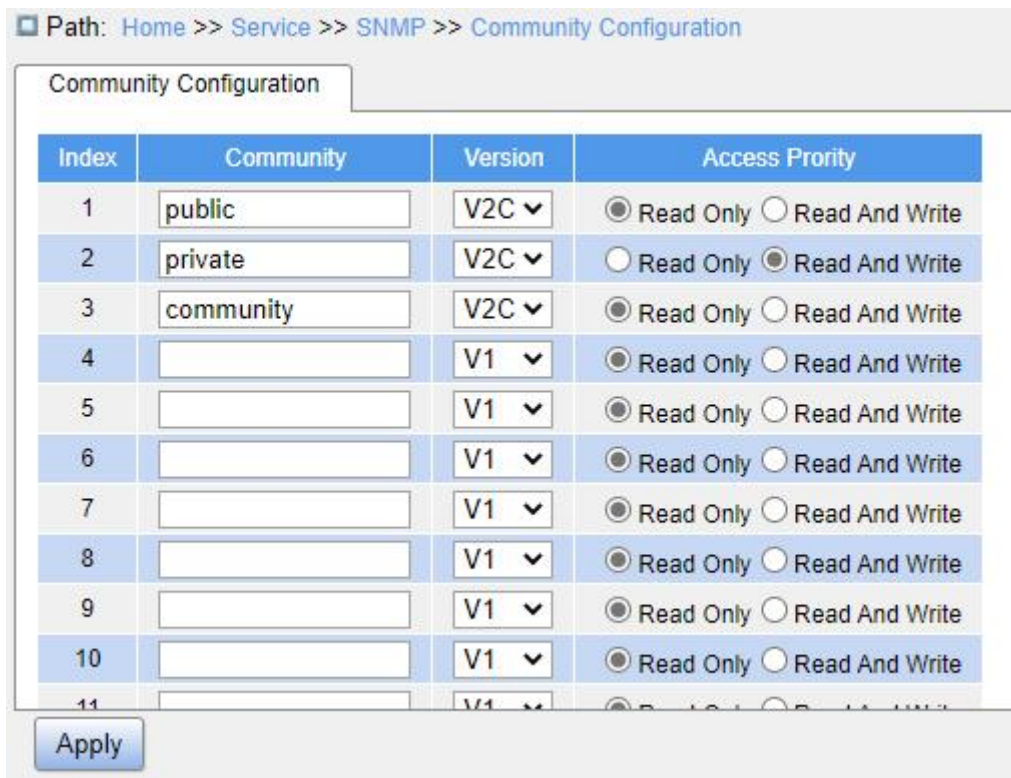 Path: Home >> Service >> SNMP >> Community Configuration
Community Configuration
Index Community Version Access Prority
1 public V2C Read Only Read And Write
2 private V2C Read Only Read And Write
3 community V2C Read Only Read And Write
4 V1 Read Only Read And Write
5 V1 Read Only Read And Write
6 V1 Read Only Read And Write
7 V1 Read Only Read And Write
8 V1 Read Only Read And Write
9 V1 Read Only Read And Write
10 V1 Read Only Read And Write
11 V1
Apply